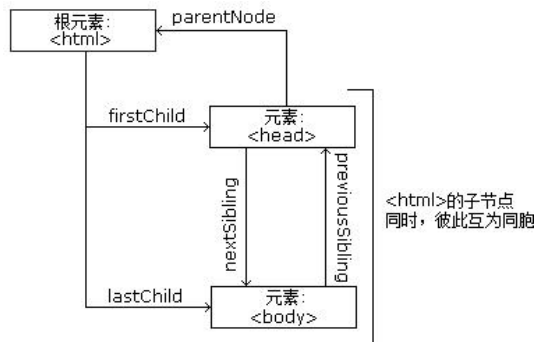 parentNode
根元素:
<html>
firstChild
元素:
<head>
nextSibling
previousSibling
<html>的子节点
同时，彼此互为同胞
lastChild
元素:
<body>